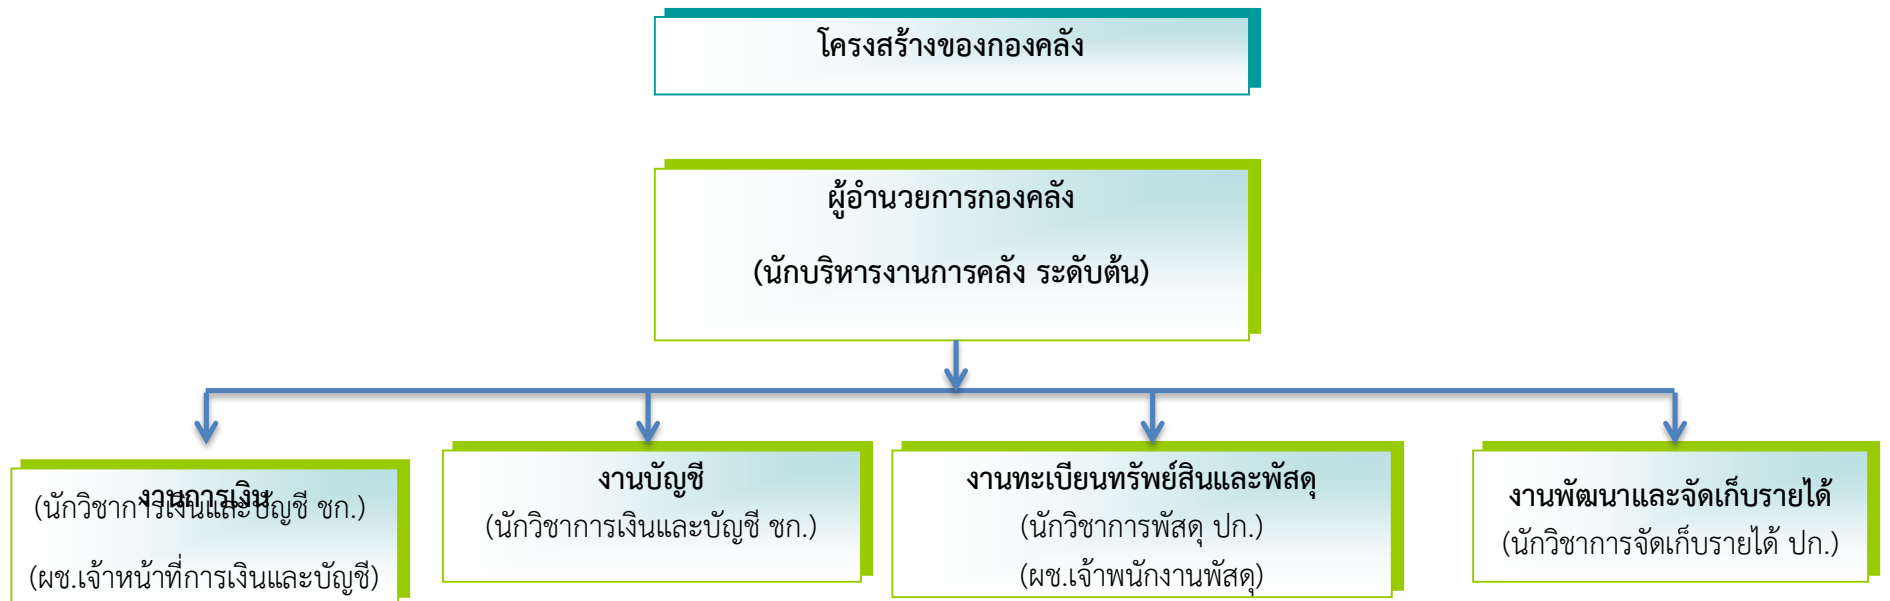 โครงสร้างของกองคลัง
ผู้อำนวยการกองคลัง
(นักบริหารงานการคลัง ระดับต้น)
งานการเงิน
(นักวิชาการเงินและบัญชี ชก.)
(ผช.เจ้าหน้าที่การเงินและบัญชี)
งานบัญชี
(นักวิชาการเงินและบัญชี ชก.)
งานทะเบียนทรัพย์สินและพัสดุ
(นักวิชาการพัสดุ ปก.)
(ผช.เจ้าพนักงานพัสดุ)
งานพัฒนาและจัดเก็บรายได้
(นักวิชาการจัดเก็บรายได้ ปก.)